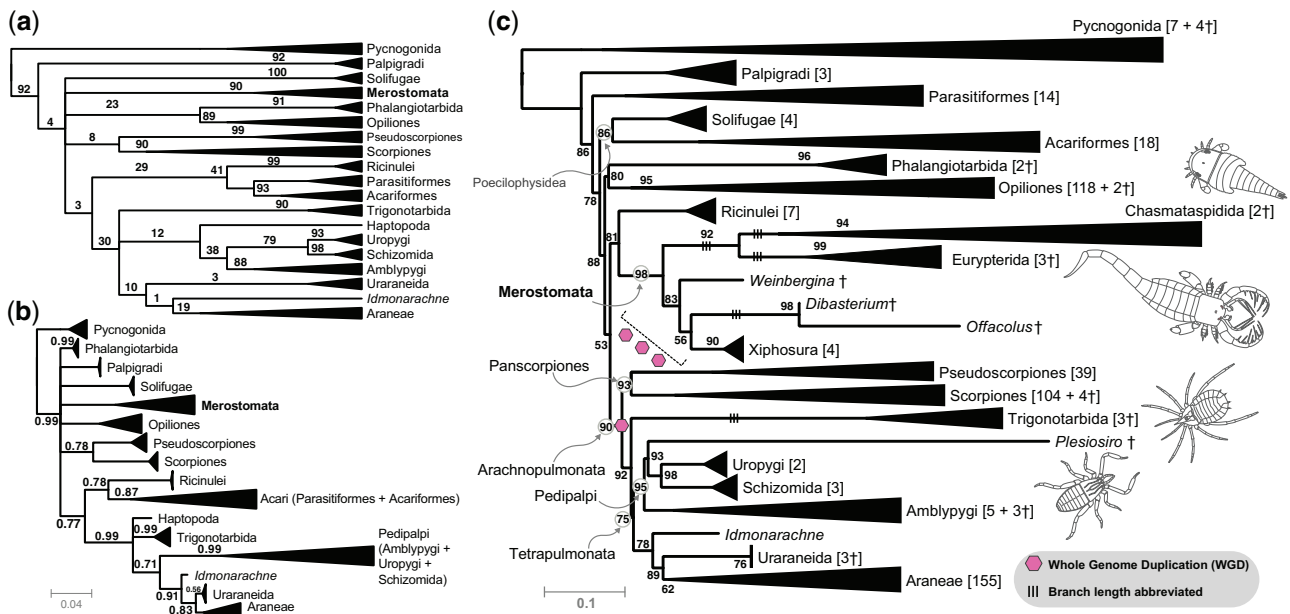 (a)
Pycnogonida
92
Palpigradi
100
Solifugae
92
90
Merostomata
4
23
91
Phalangiotarbida
89
Opiliones
8
99
Pseudoscorpiones
90
Scorpiones
29
99
Ricinulei
41
Parasitiformes
93
Acariformes
3
90
Trigonotarbida
30
12
Haptopoda
79
93
Uropygi
38
98
Schizomida
88
Amblypygi
10
3
Uraraneida
1
Idmonarachne
19
Araneae
(b)
Pycnogonida
0.99
Phalangiotarbida
Palpigradi
Solifugae
Merostomata
0.99
Opiliones
0.78
Pseudoscorpiones
Scorpiones
0.78
Ricinulei
0.87
Acari (Parasitiformes + Acariformes)
0.77
Haptopoda
0.99
0.99
Trigonotarbida
0.99
Pedipalpi
(Amblypygi +
Uropygi +
Schizomida)
0.71
Idmonarachne
0.91
0.56
Uraraneida
0.83
Araneae
0.04
(c)
Pycnogonida [7 + 4†]
Palpigradi [3]
Parasitiformes [14]
86
Solifugae [4]
86
Acariformes [18]
Poecilophysidea
96
Phalangiotarbida [2†]
78
80
95
Opiliones [118 + 2†]
Ricinulei [7]
81
Chasmataspidida [2†]
92
94
88
99
Eurypterida [3†]
Merostomata
98
Weinbergina †
83
98
Dibasterium†
Offacolus†
56
90
Xiphosura [4]
53
Panscorpiones
93
Pseudoscorpiones [39]
Scorpiones [104 + 4†]
90
Trigonotarbida [3†]
Arachnopulmonata
92
Plesiosiro †
93
Uropygi [2]
98
Pedipalpi
95
Schizomida [3]
Amblypygi [5 + 3†]
75
Tetrapulmonata
78
Idmonarachne
76
Uraraneida [3†]
89
62
Araneae [155]
0.1
Whole Genome Duplication (WGD)
Branch length abbreviated